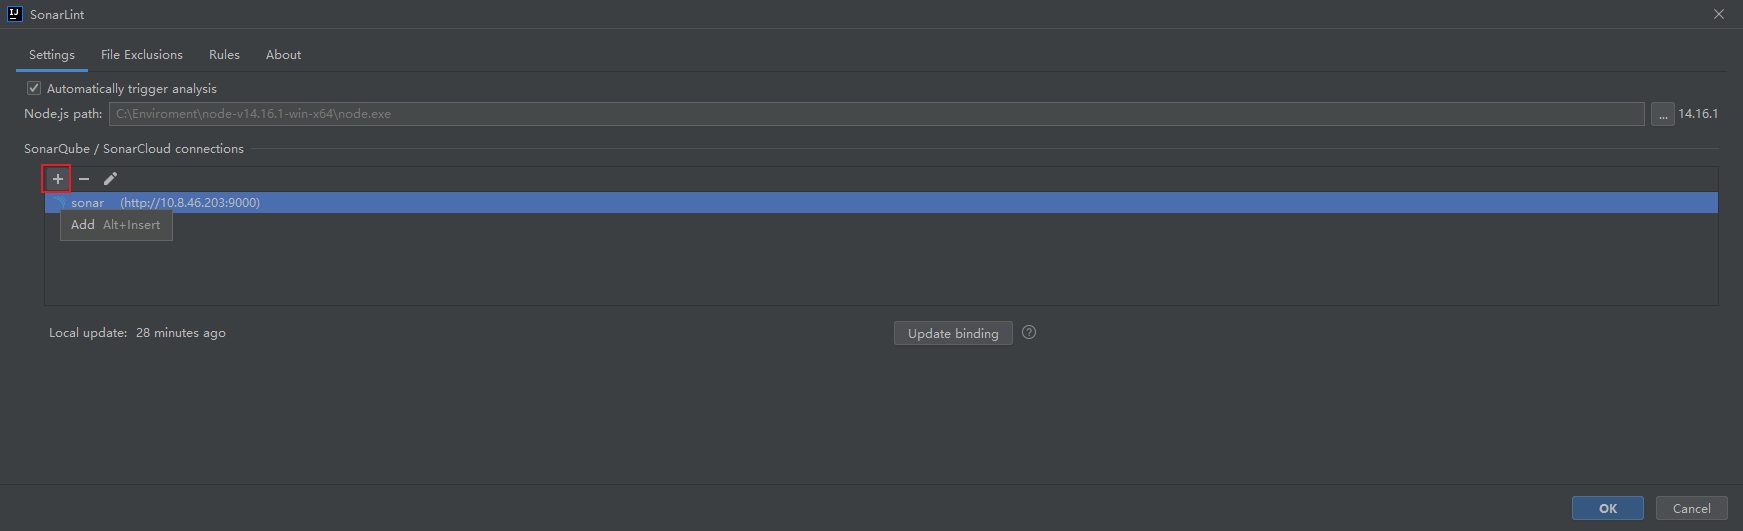 SonarLint
Settings File Exclusions Rules About
Automatically trigger analysis
Node.js path: C:\Enviroment\node-v14.16.1-win-x64\node.exe ... 14.16.1
SonarQube / SonarCloud connections
sonar (http://10.8.46.203:9000)
Add Alt+Insert
Local update: 28 minutes ago Update binding ?
OK Cancel